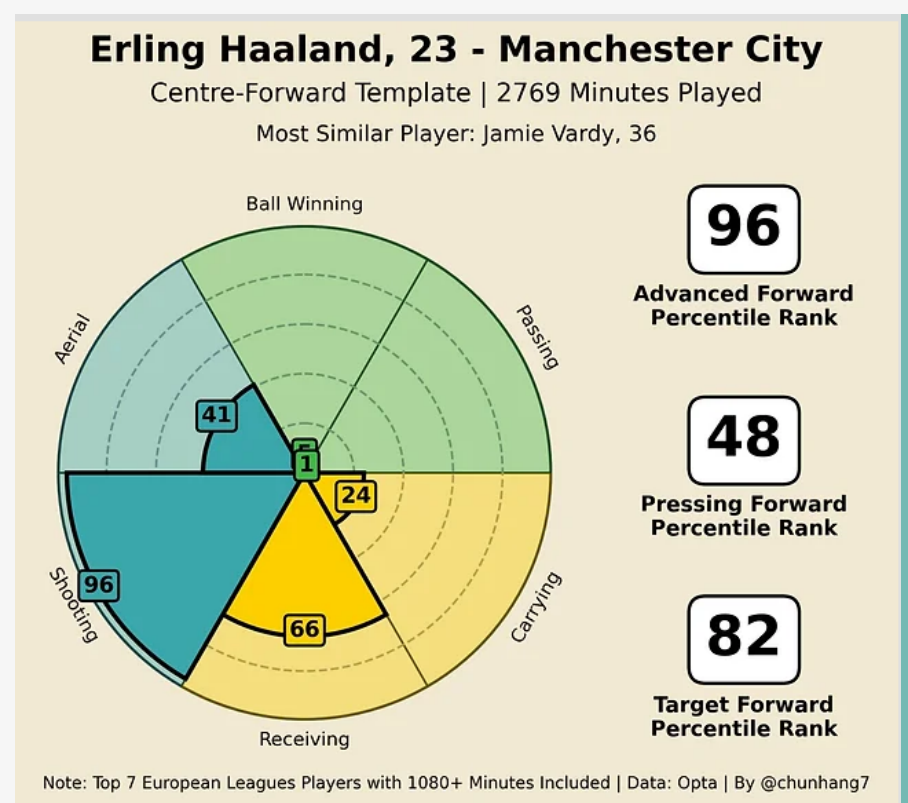 Erling Haaland, 23 - Manchester City
Centre-Forward Template | 2769 Minutes Played
Most Similar Player: Jamie Vardy, 36
Ball Winning
Passing
Aerial
Carrying
Shooting
Receiving
41
1
24
96
66
96
Advanced Forward
Percentile Rank
48
Pressing Forward
Percentile Rank
82
Target Forward
Percentile Rank
Note: Top 7 European Leagues Players with 1080+ Minutes Included | Data: Opta | By @chunhang7